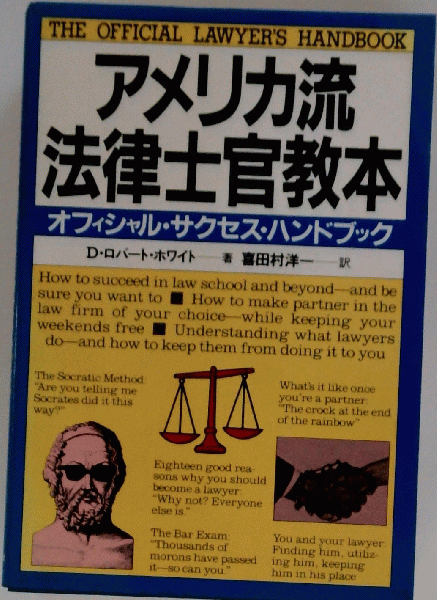 THE OFFICIAL LAWYER'S HANDBOOK
アメリカ流
法律士官教本
オフィシャル・サクセス・ハンドブック
D・ロバート・ホワイト──著 喜田村洋一──訳
How to succeed in law school and beyond—and be
sure you want to ■ How to make partner in the
law firm of your choice—while keeping your
weekends free ■ Understanding what lawyers
do—and how to keep them from doing it to you
The Socratic Method:
"Are you telling me
Socrates did it this
way?"
What's it like once
you're a partner:
"The crock at the end
of the rainbow"
Eighteen good rea-
sons why you should
become a lawyer:
"Why not? Everyone
else is."
The Bar Exam:
"Thousands of
morons have passed
it—so can you."
You and your lawyer:
Finding him, utiliz-
ing him, keeping
him in his place